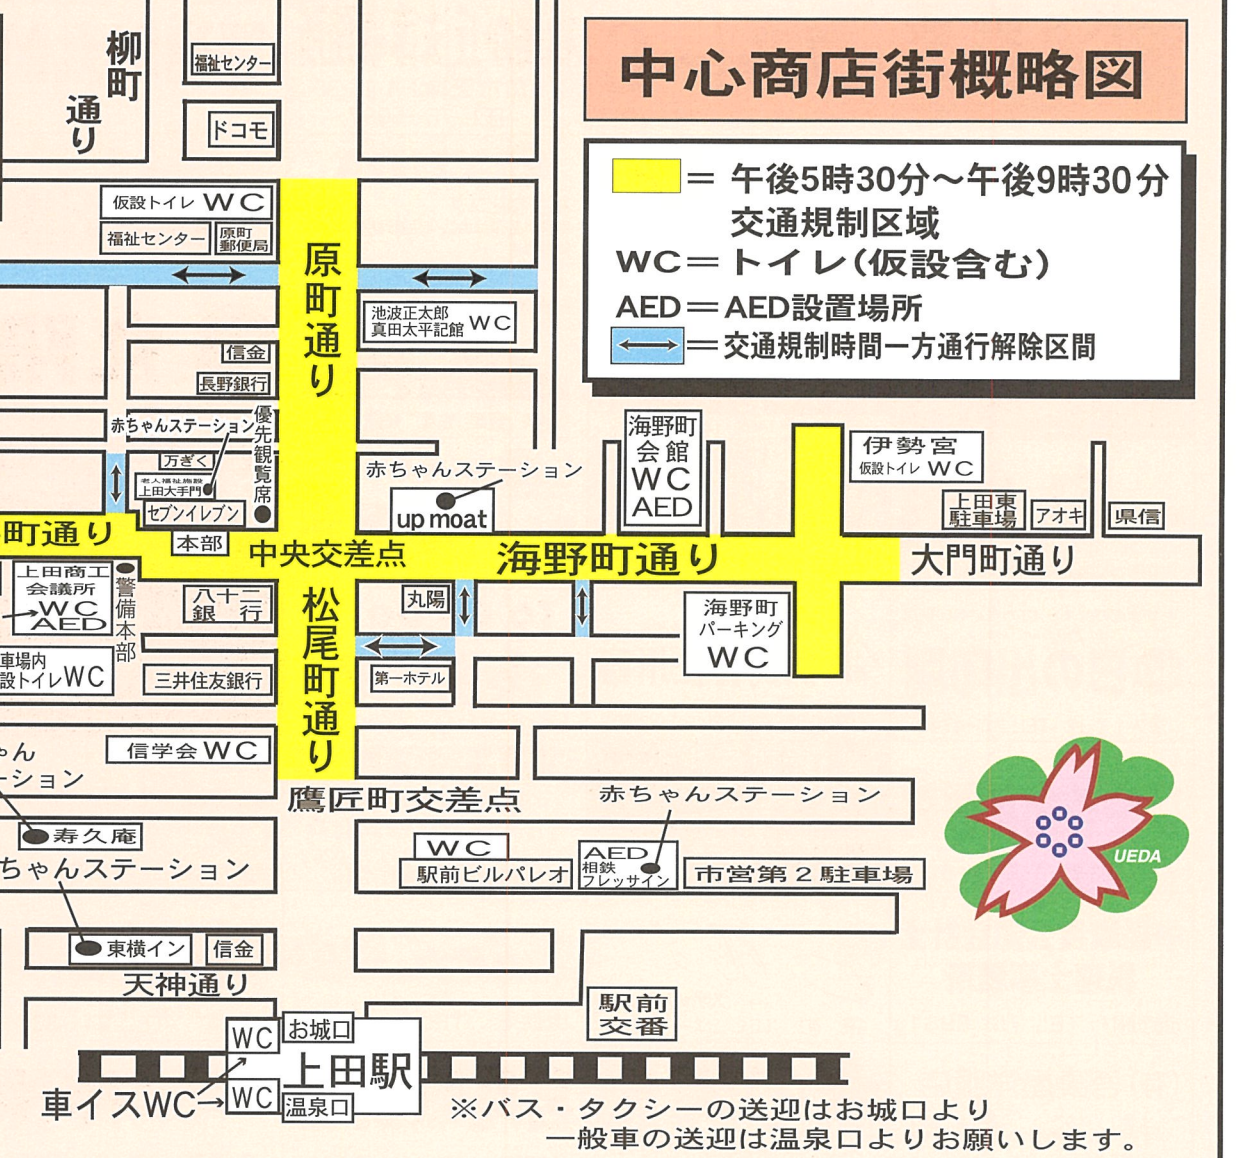 中心商店街概略図
＝ 午後5時30分～午後9時30分
交通規制区域
WC＝トイレ(仮設含む)
AED＝AED設置場所
＝交通規制時間一方通行解除区間
柳町
通り
福祉センター
ドコモ
仮設トイレ WC
福祉センター
原町
郵便局
原町通り
池波正太郎
真田太平記館 WC
信金
長野銀行
赤ちゃんステーション
優先観覧席
万ぎく
老人福祉施設
上田大手門
セブンイレブン
赤ちゃんステーション
up moat
海野町
会館
WC
AED
伊勢宮
仮設トイレ WC
上田東
駐車場
アオキ
県信
町通り
本部
中央交差点
海野町通り
大門町通り
上田商工
会議所
WC
AED
警備本部
八十二
銀行
松尾町通り
丸陽
海野町
パーキング
WC
車場内
設トイレWC
三井住友銀行
第一ホテル
ゃん
ーション
信学会WC
鷹匠町交差点
赤ちゃんステーション
寿久庵
ちゃんステーション
WC
駅前ビルパレオ
AED
相鉄
フレッサイン
市営第2駐車場
UEDA
東横イン
信金
天神通り
駅前
交番
WC
お城口
上田駅
車イスWC
WC
温泉口
※バス・タクシーの送迎はお城口より
一般車の送迎は温泉口よりお願いします。